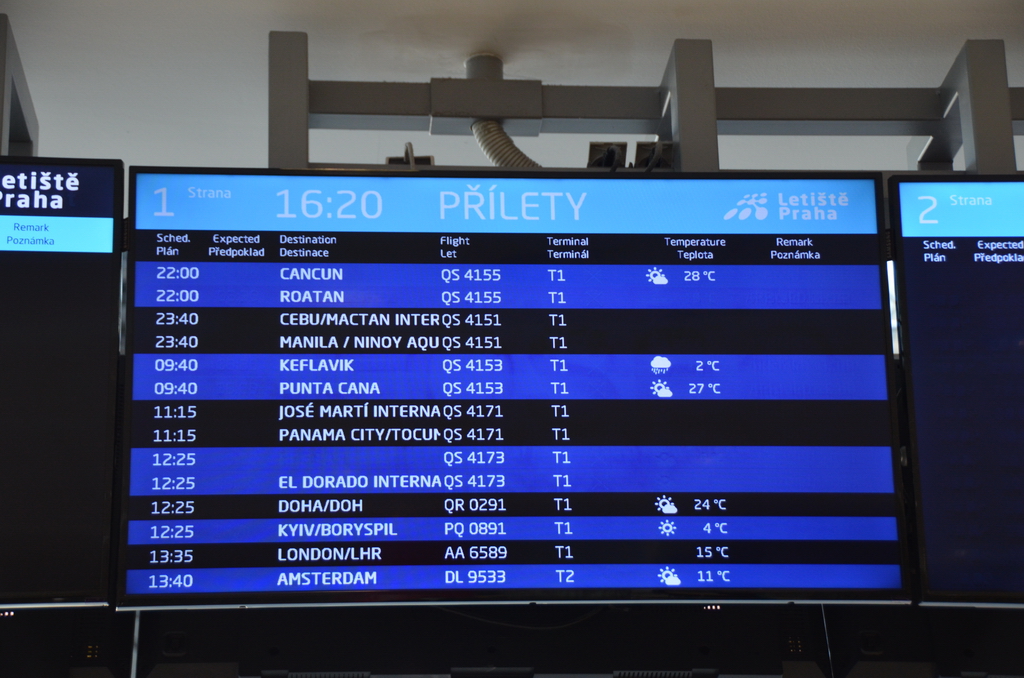 etiště
Praha
Remark
Poznámka
1 Strana 16:20 PŘÍLETY Letiště Praha
Sched. Expected Destination Flight Terminal Temperature Remark
Plán Předpoklad Destinace Let Terminál Teplota Poznámka
22:00 CANCUN QS 4155 T1 28 °C
22:00 ROATAN QS 4155 T1
23:40 CEBU/MACTAN INTER QS 4151 T1
23:40 MANILA / NINOY AQU QS 4151 T1
09:40 KEFLAVIK QS 4153 T1 2 °C
09:40 PUNTA CANA QS 4153 T1 27 °C
11:15 JOSÉ MARTÍ INTERNA QS 4171 T1
11:15 PANAMA CITY/TOCUM QS 4171 T1
12:25 QS 4173 T1
12:25 EL DORADO INTERNA QS 4173 T1
12:25 DOHA/DOH QR 0291 T1 24 °C
12:25 KYIV/BORYSPIL PQ 0891 T1 4 °C
13:35 LONDON/LHR AA 6589 T1 15 °C
13:40 AMSTERDAM DL 9533 T2 11 °C
2 Strana
Sched. Expected
Plán Předpokla